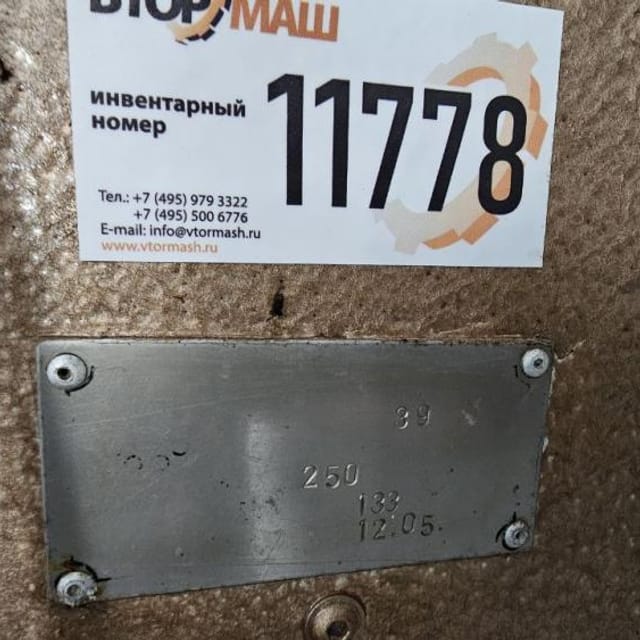 ВТОРМАШ
инвентарный
номер
11778
Тел.: +7 (495) 979 3322
+7 (495) 500 6776
E-mail: info@vtormash.ru
www.vtormash.ru
39
250
133
12.05.